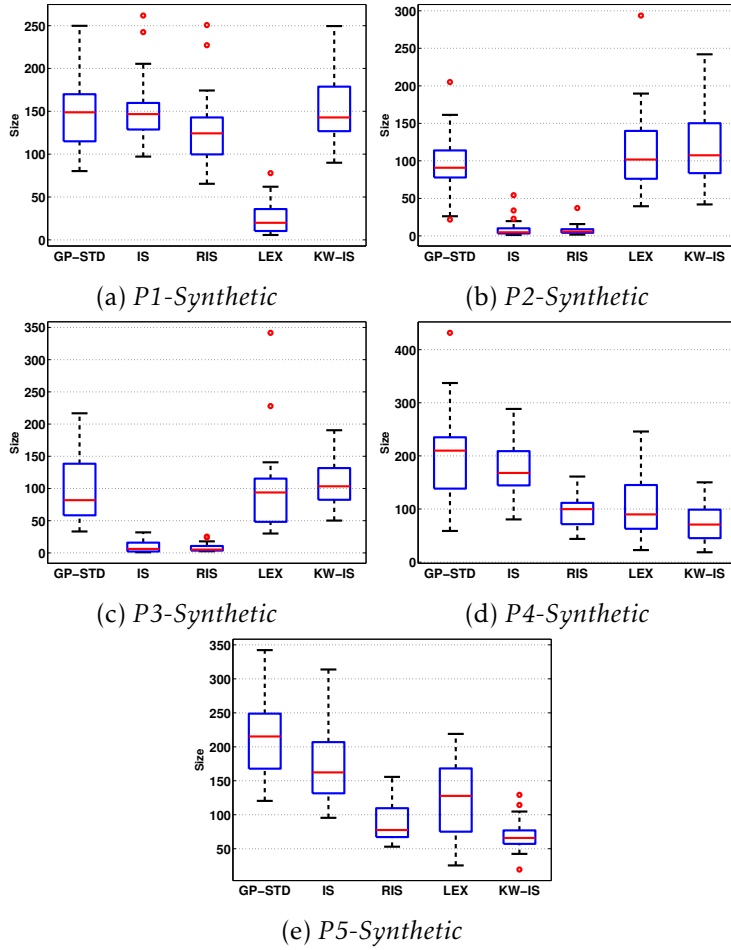 250
200
150
100
50
0
Size
GP-STD IS RIS LEX KW-IS
(a) P1-Synthetic
300
250
200
150
100
50
0
Size
GP-STD IS RIS LEX KW-IS
(b) P2-Synthetic
350
300
250
200
150
100
50
0
Size
GP-STD IS RIS LEX KW-IS
(c) P3-Synthetic
400
300
200
100
0
Size
GP-STD IS RIS LEX KW-IS
(d) P4-Synthetic
350
300
250
200
150
100
50
Size
GP-STD IS RIS LEX KW-IS
(e) P5-Synthetic